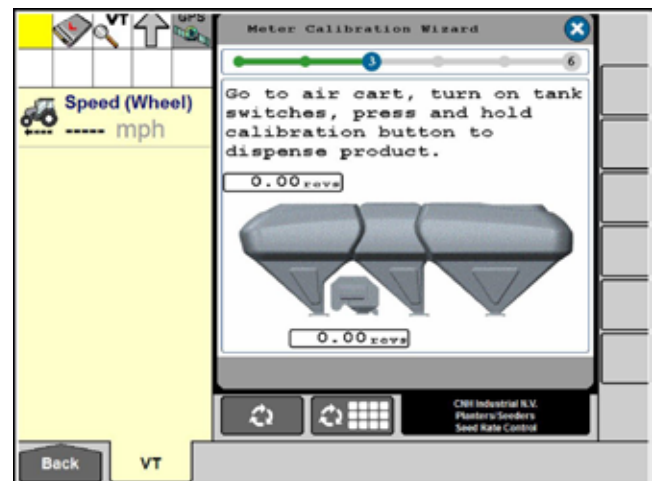 VT
GPS
Meter Calibration Wizard
3
6
Speed (Wheel)
----- mph
Go to air cart, turn on tank
switches, press and hold
calibration button to
dispense product.
0.00 revs
0.00 revs
CNH Industrial N.V.
Planters/Seeders
Seed Rate Control
Back
VT